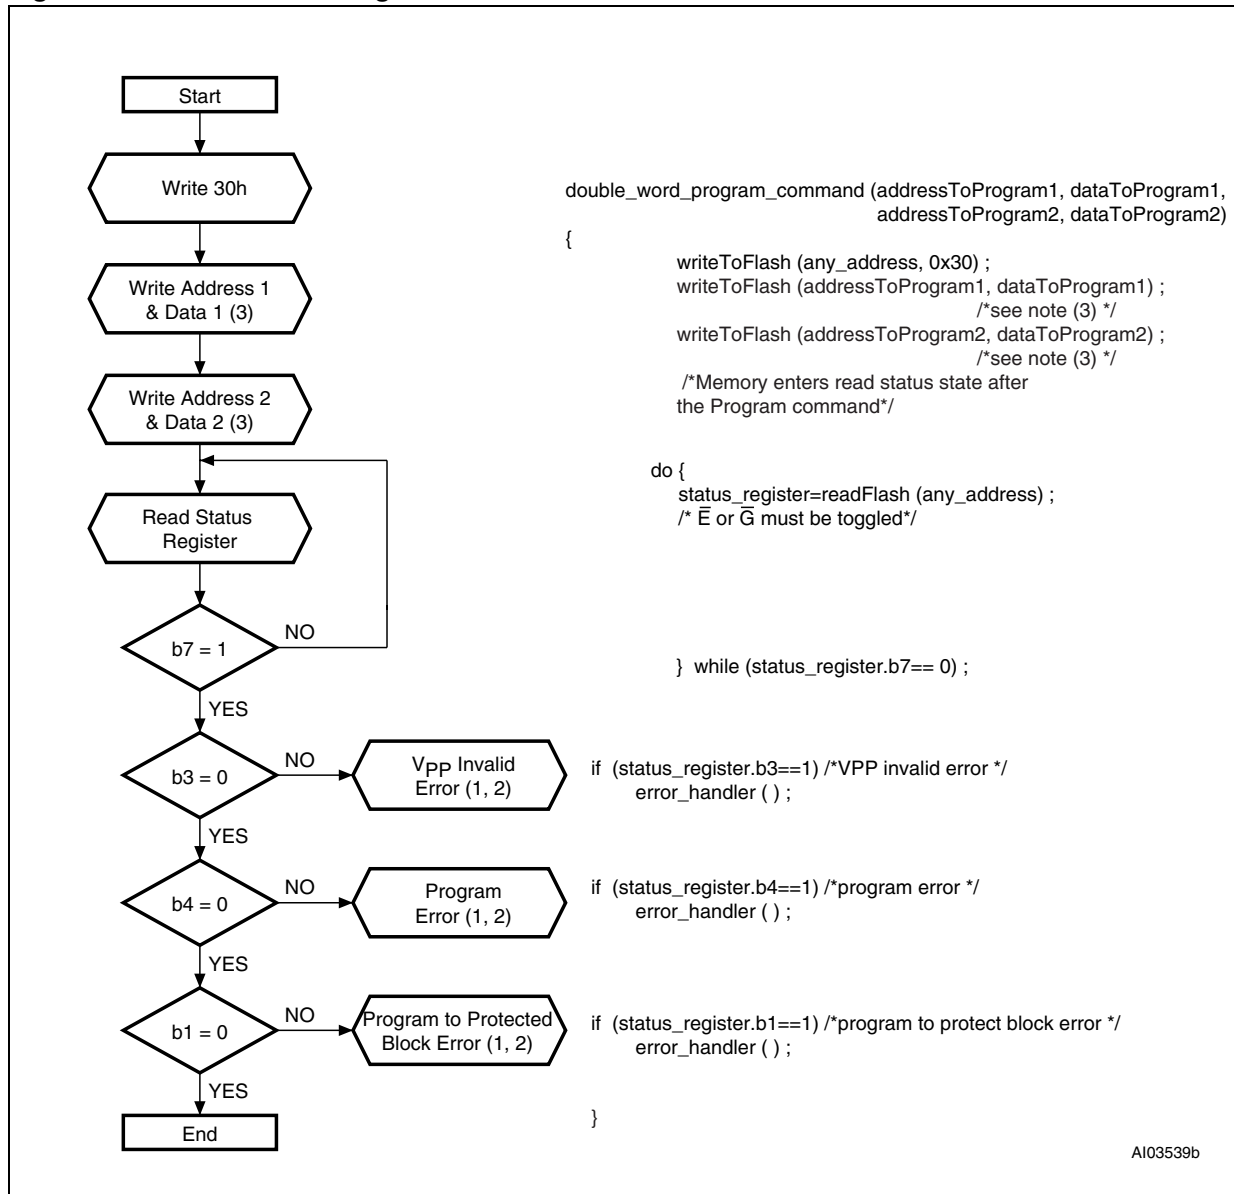 Start
Write 30h
Write Address 1
& Data 1 (3)
Write Address 2
& Data 2 (3)
Read Status
Register
b7 = 1
NO
YES
b3 = 0
NO
VPP Invalid
Error (1, 2)
YES
b4 = 0
NO
Program
Error (1, 2)
YES
b1 = 0
NO
Program to Protected
Block Error (1, 2)
YES
End
double_word_program_command (addressToProgram1, dataToProgram1,
addressToProgram2, dataToProgram2)
{
writeToFlash (any_address, 0x30) ;
writeToFlash (addressToProgram1, dataToProgram1) ;
/*see note (3) */
writeToFlash (addressToProgram2, dataToProgram2) ;
/*see note (3) */
/*Memory enters read status state after
the Program command*/
do {
status_register=readFlash (any_address) ;
/* E̅ or G̅ must be toggled*/
} while (status_register.b7== 0) ;
if (status_register.b3==1) /*VPP invalid error */
error_handler ( ) ;
if (status_register.b4==1) /*program error */
error_handler ( ) ;
if (status_register.b1==1) /*program to protect block error */
error_handler ( ) ;
}
AI03539b